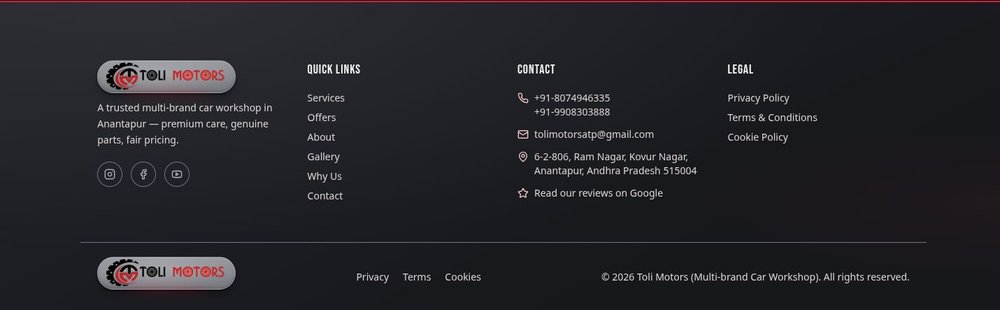 TOLI MOTORS
A trusted multi-brand car workshop in
Anantapur — premium care, genuine
parts, fair pricing.
QUICK LINKS
Services
Offers
About
Gallery
Why Us
Contact
CONTACT
+91-8074946335
+91-9908303888
tolimotorsatp@gmail.com
6-2-806, Ram Nagar, Kovur Nagar,
Anantapur, Andhra Pradesh 515004
Read our reviews on Google
LEGAL
Privacy Policy
Terms & Conditions
Cookie Policy
TOLI MOTORS
Privacy Terms Cookies
© 2026 Toli Motors (Multi-brand Car Workshop). All rights reserved.